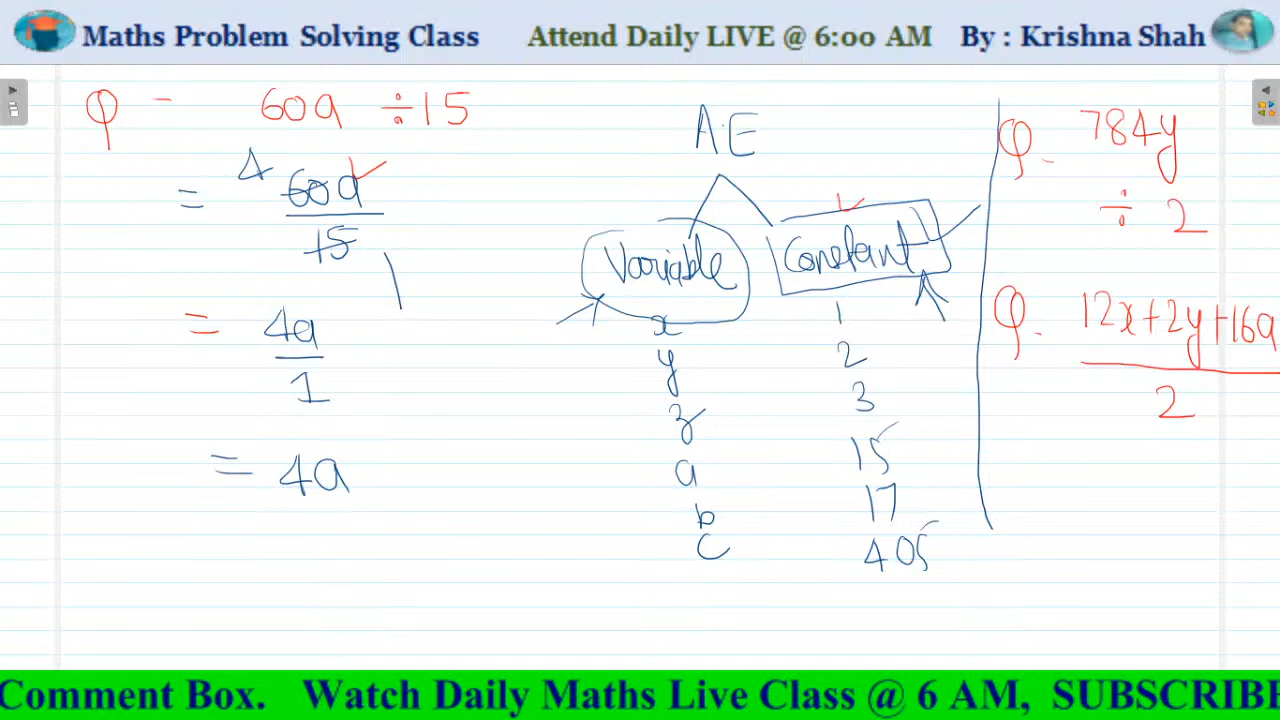 Maths Problem Solving Class Attend Daily LIVE @ 6:00 AM By : Krishna Shah
Q - 60a ÷ 15
= 4 60a
15
= 4a
1
= 4a
A.E
Variable Constant
x 1
y 2
z 3
a 15
b 17
c 405
Q - 784y
÷ 2
Q - 12x+2y+16a
2
Comment Box. Watch Daily Maths Live Class @ 6 AM, SUBSCRIBE